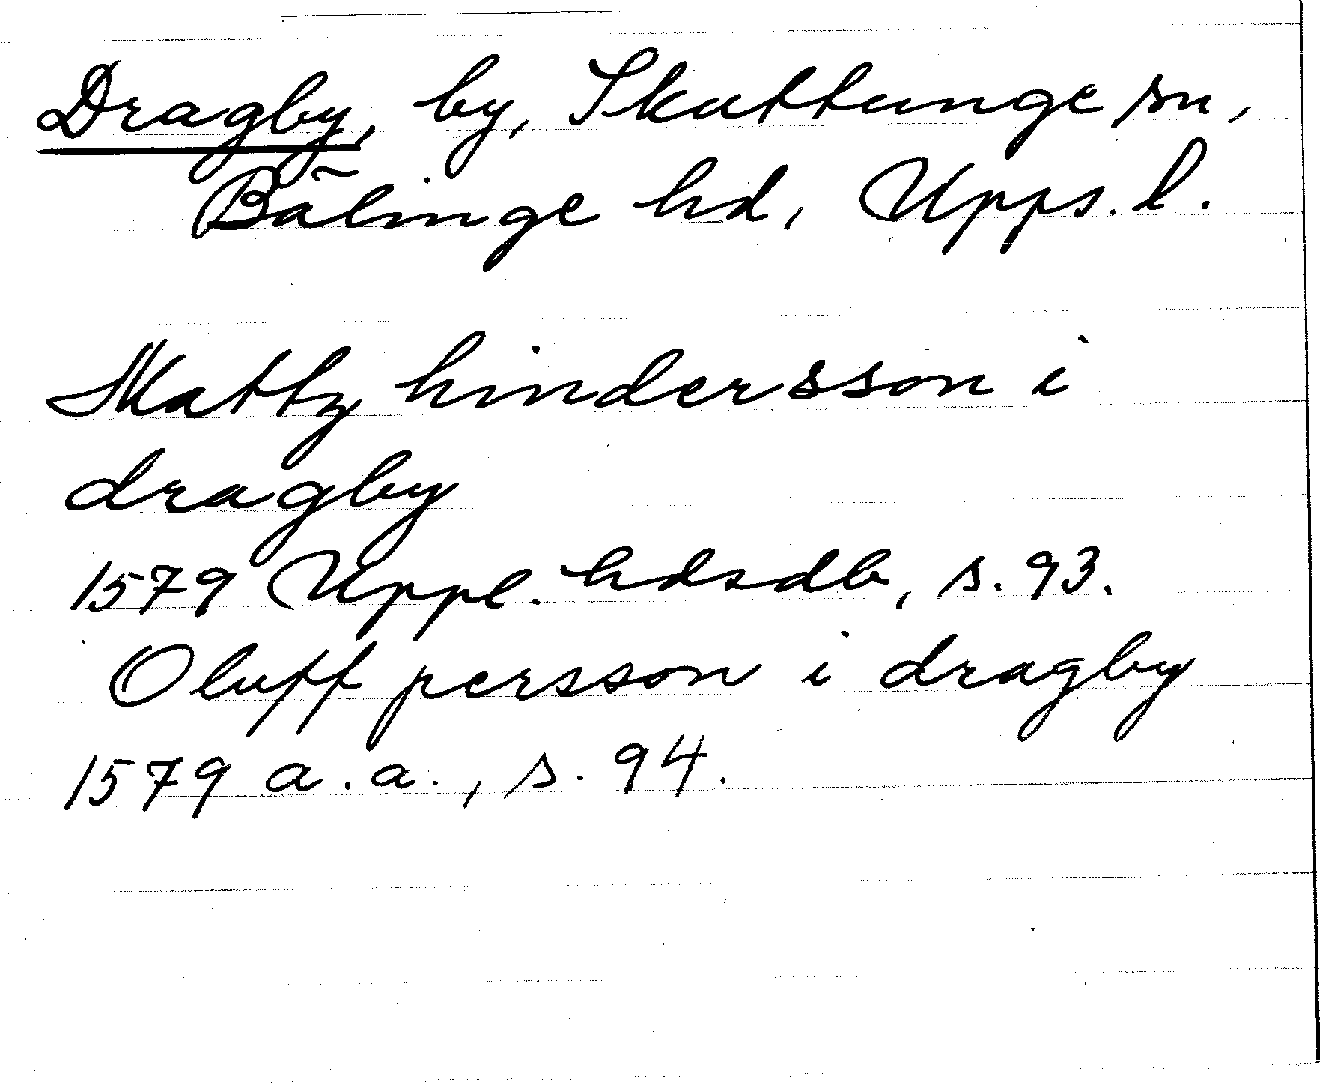 Dragby, by, Skuttunge sn,
Bälinge hd, Upps. l.
Mattz hindersson i
dragby
1579 Uppl. hdsdb, s. 93.
Oluff persson i dragby
1579 a.a., s. 94.